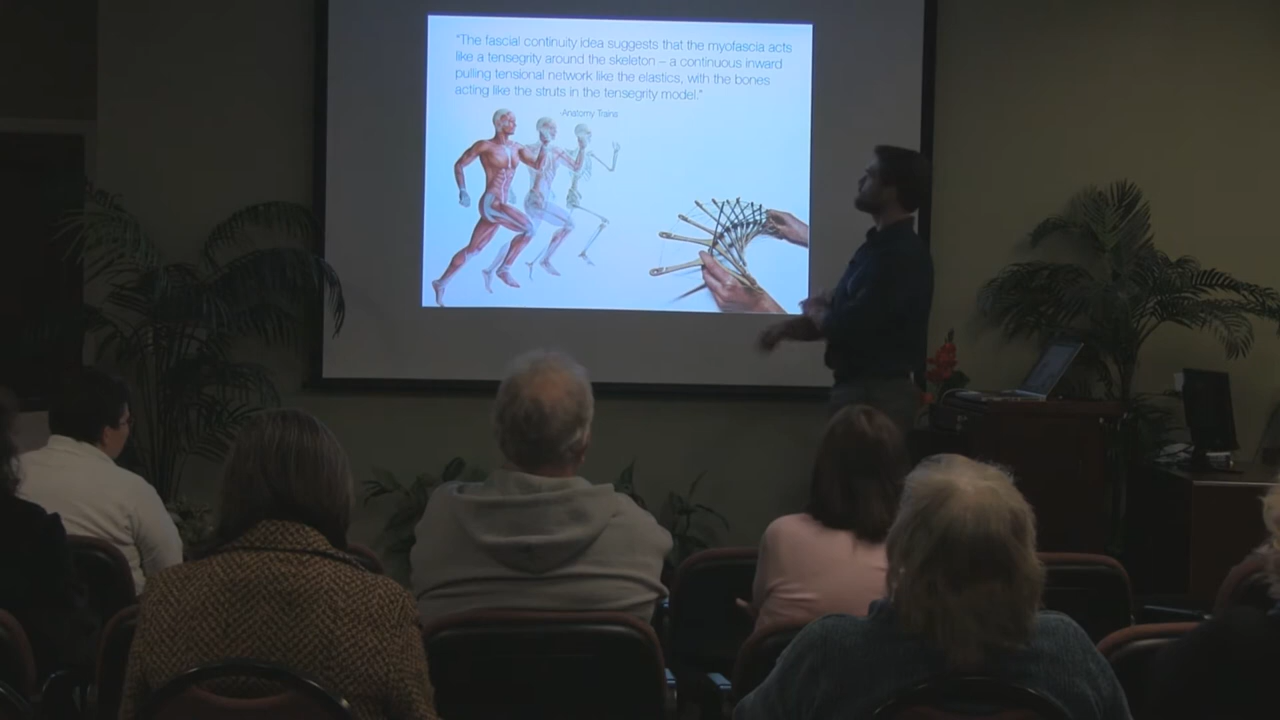 "The fascial continuity idea suggests that the myofascia acts
like a tensegrity around the skeleton – a continuous inward
pulling tensional network like the elastics, with the bones
acting like the struts in the tensegrity model."
-Anatomy Trains